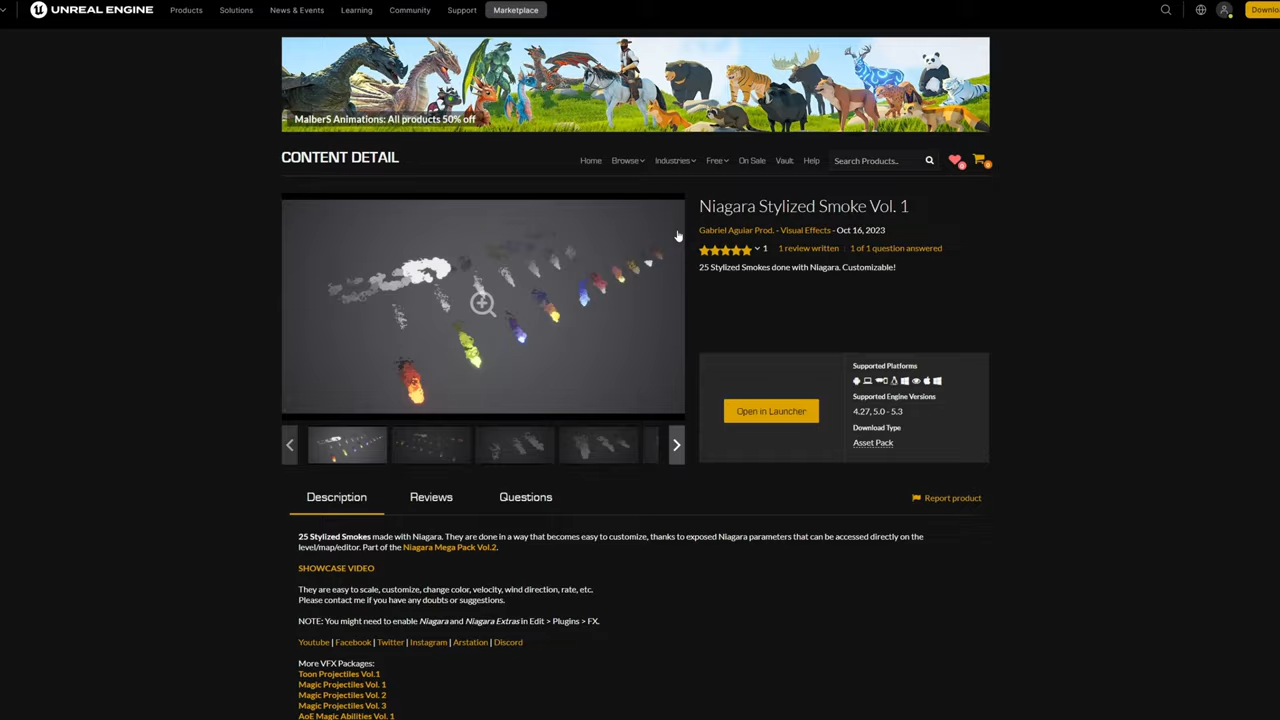 UNREAL ENGINE Products Solutions News & Events Learning Community Support Marketplace
MalberS Animations: All products 50% off
CONTENT DETAIL
Home Browse Industries Free On Sale Vault Help Search Products..
Niagara Stylized Smoke Vol. 1
Gabriel Aguiar Prod. - Visual Effects - Oct 16, 2023
1 1 review written 1 of 1 question answered
25 Stylized Smokes done with Niagara. Customizable!
Supported Platforms
Supported Engine Versions
4.27, 5.0 - 5.3
Open in Launcher
Download Type
Asset Pack
Description Reviews Questions
Report product
25 Stylized Smokes made with Niagara. They are done in a way that becomes easy to customize, thanks to exposed Niagara parameters that can be accessed directly on the
level/map/editor. Part of the Niagara Mega Pack Vol.2.
SHOWCASE VIDEO
They are easy to scale, customize, change color, velocity, wind direction, rate, etc.
Please contact me if you have any doubts or suggestions.
NOTE: You might need to enable Niagara and Niagara Extras in Edit > Plugins > FX.
Youtube | Facebook | Twitter | Instagram | Arstation | Discord
More VFX Packages:
Toon Projectiles Vol.1
Magic Projectiles Vol. 1
Magic Projectiles Vol. 2
Magic Projectiles Vol. 3
AoE Magic Abilities Vol. 1